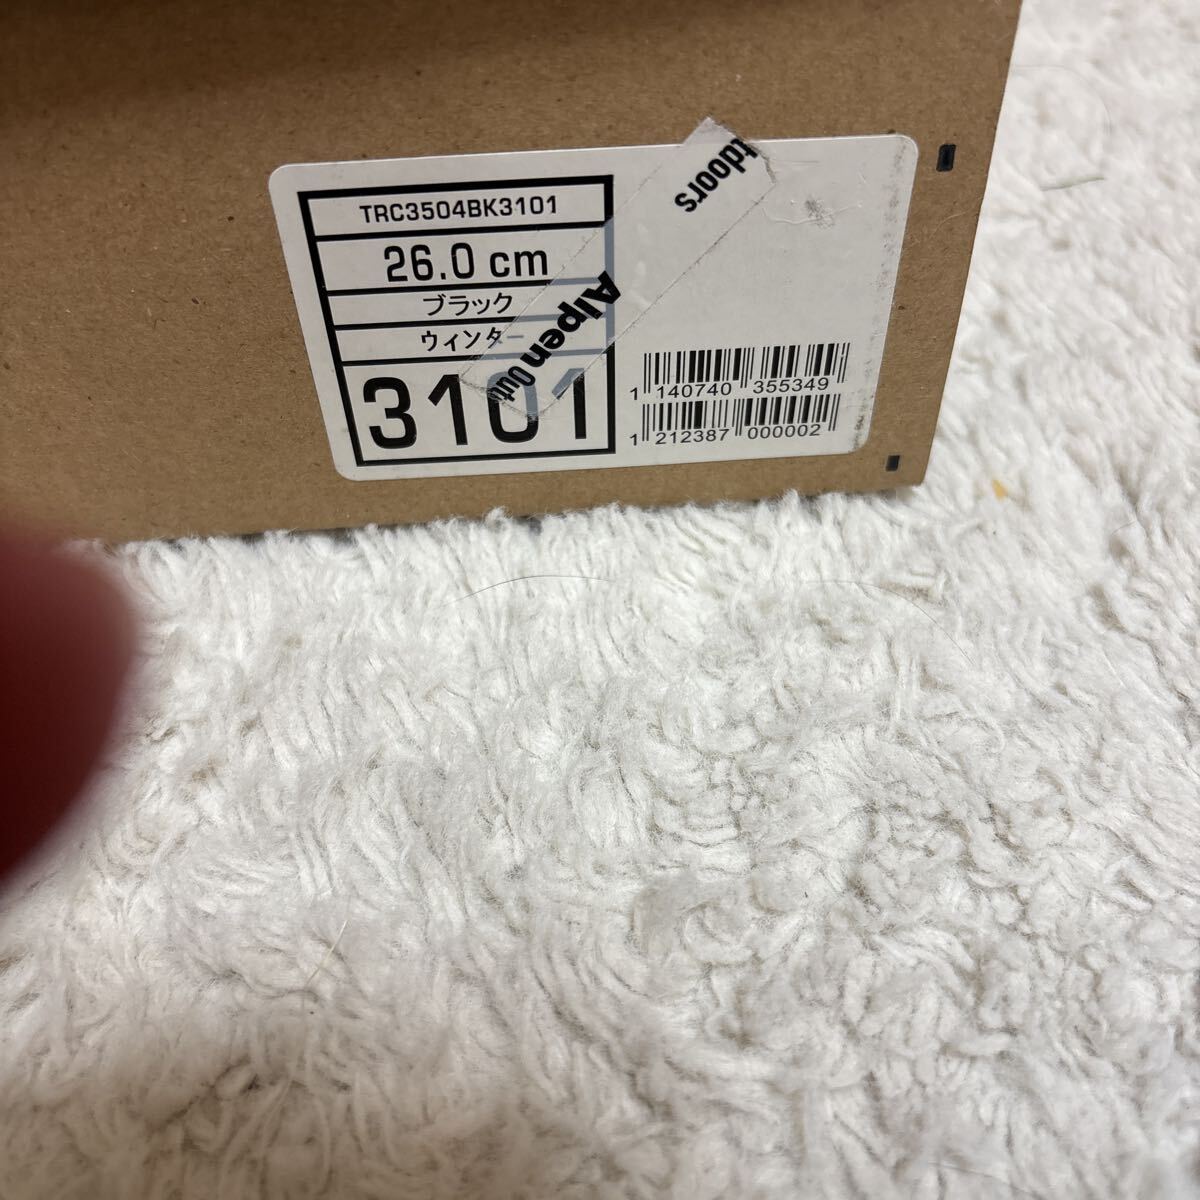 TRC3504BK3101
26.0 cm
ブラック
ウィンター
3101
Alpen Outdoors
1 140740 355349
1 212387 000002